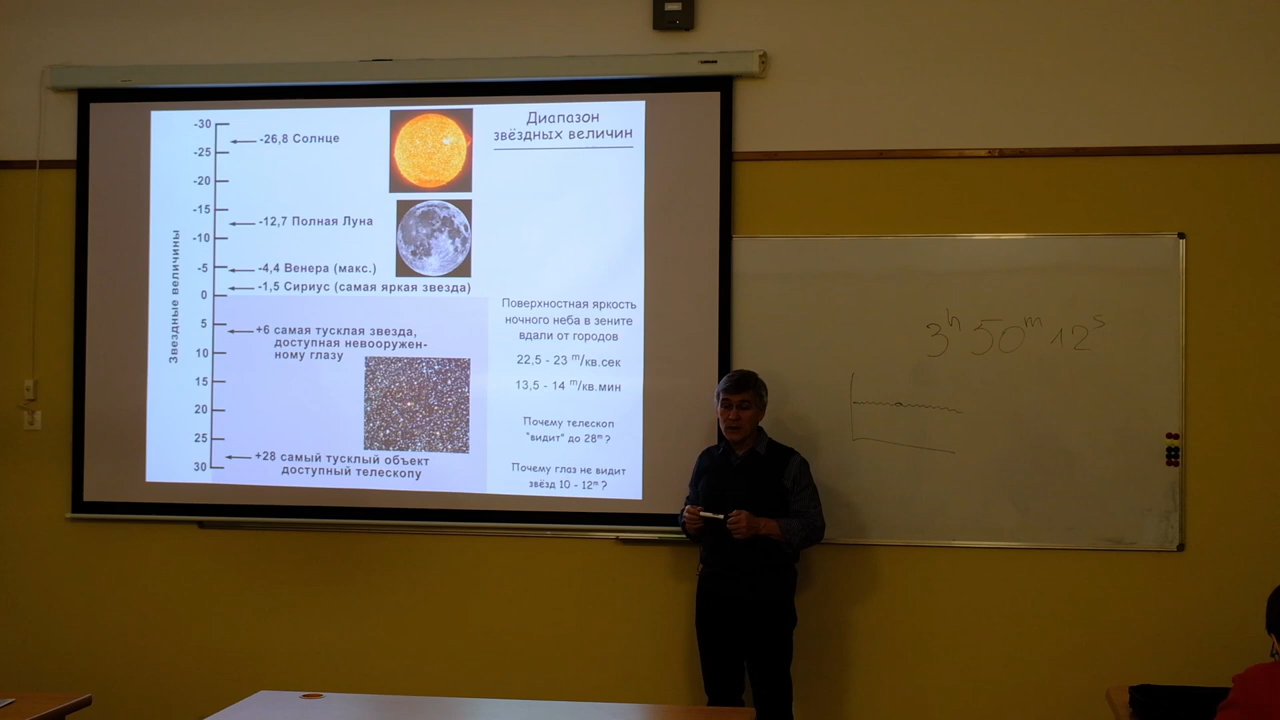 Диапазон
звёздных величин
Звездные величины
-30
-25
-20
-15
-10
-5
0
5
10
15
20
25
30
-26,8 Солнце
-12,7 Полная Луна
-4,4 Венера (макс.)
-1,5 Сириус (самая яркая звезда)
+6 самая тусклая звезда,
доступная невооружен-
ному глазу
+28 самый тусклый объект
доступный телескопу
Поверхностная яркость
ночного неба в зените
вдали от городов
22,5 - 23 ᵐ/кв.сек
13,5 - 14 ᵐ/кв.мин
Почему телескоп
"видит" до 28ᵐ?
Почему глаз не видит
звёзд 10 - 12ᵐ?
3ʰ 50ᵐ 12ˢ